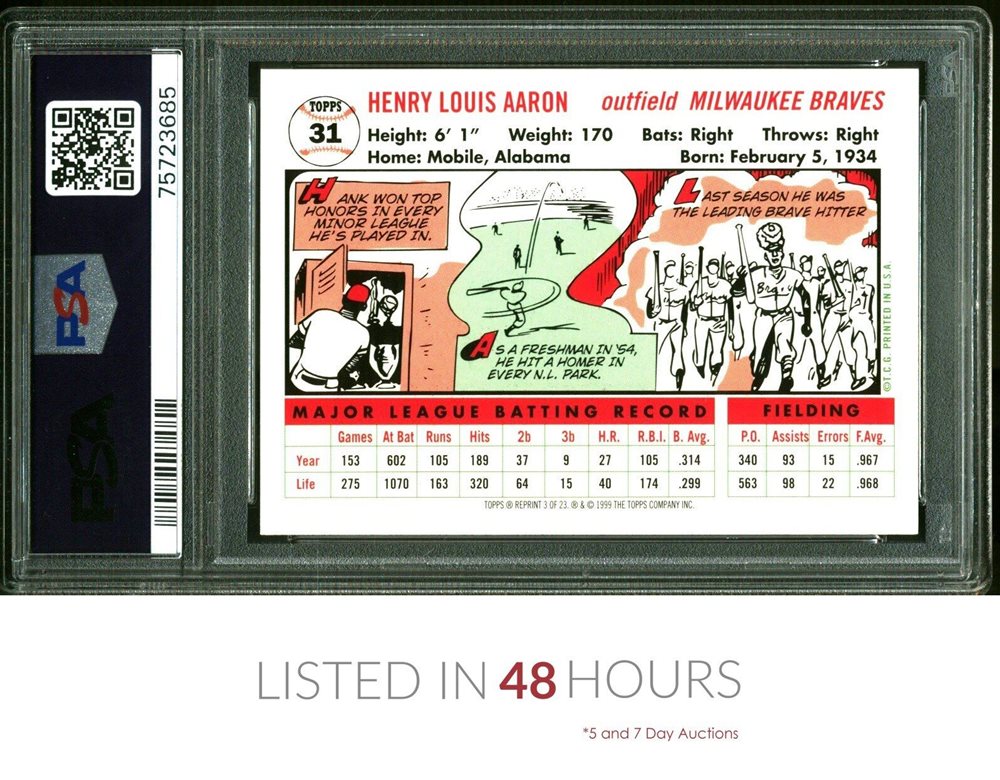 75723685
PSA
PSA
TOPPS
31
HENRY LOUIS AARON outfield MILWAUKEE BRAVES
Height: 6' 1" Weight: 170 Bats: Right Throws: Right
Home: Mobile, Alabama Born: February 5, 1934
HANK WON TOP
HONORS IN EVERY
MINOR LEAGUE
HE'S PLAYED IN.
AS A FRESHMAN IN '54,
HE HIT A HOMER IN
EVERY N.L. PARK.
LAST SEASON HE WAS
THE LEADING BRAVE HITTER
Brav
©T.C.G. PRINTED IN U.S.A.
MAJOR LEAGUE BATTING RECORD FIELDING
Games At Bat Runs Hits 2b 3b H.R. R.B.I. B. Avg. P.O. Assists Errors F.Avg.
Year 153 602 105 189 37 9 27 105 .314 340 93 15 .967
Life 275 1070 163 320 64 15 40 174 .299 563 98 22 .968
TOPPS ® REPRINT 3 OF 23. ® & © 1999 THE TOPPS COMPANY INC.
LISTED IN 48 HOURS
*5 and 7 Day Auctions